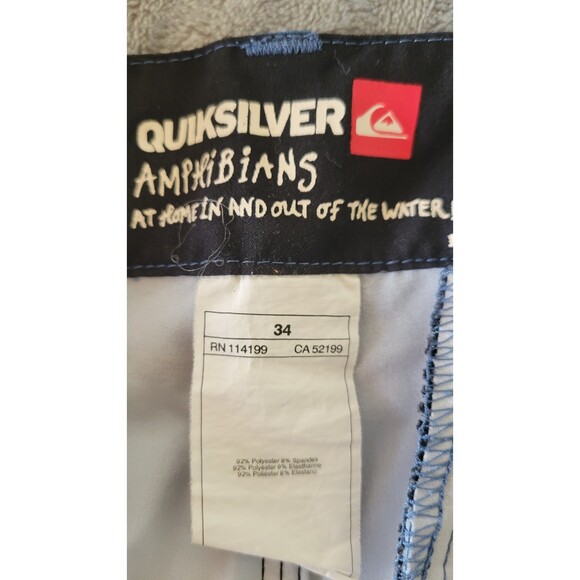 QUIKSILVER
AMPHIBIANS
AT HOME IN AND OUT OF THE WATER
34
RN 114199 CA 52199
92% Polyester 8% Spandex
92% Polyester 8% Elasthanne
92% Poliéster 8% Elastano